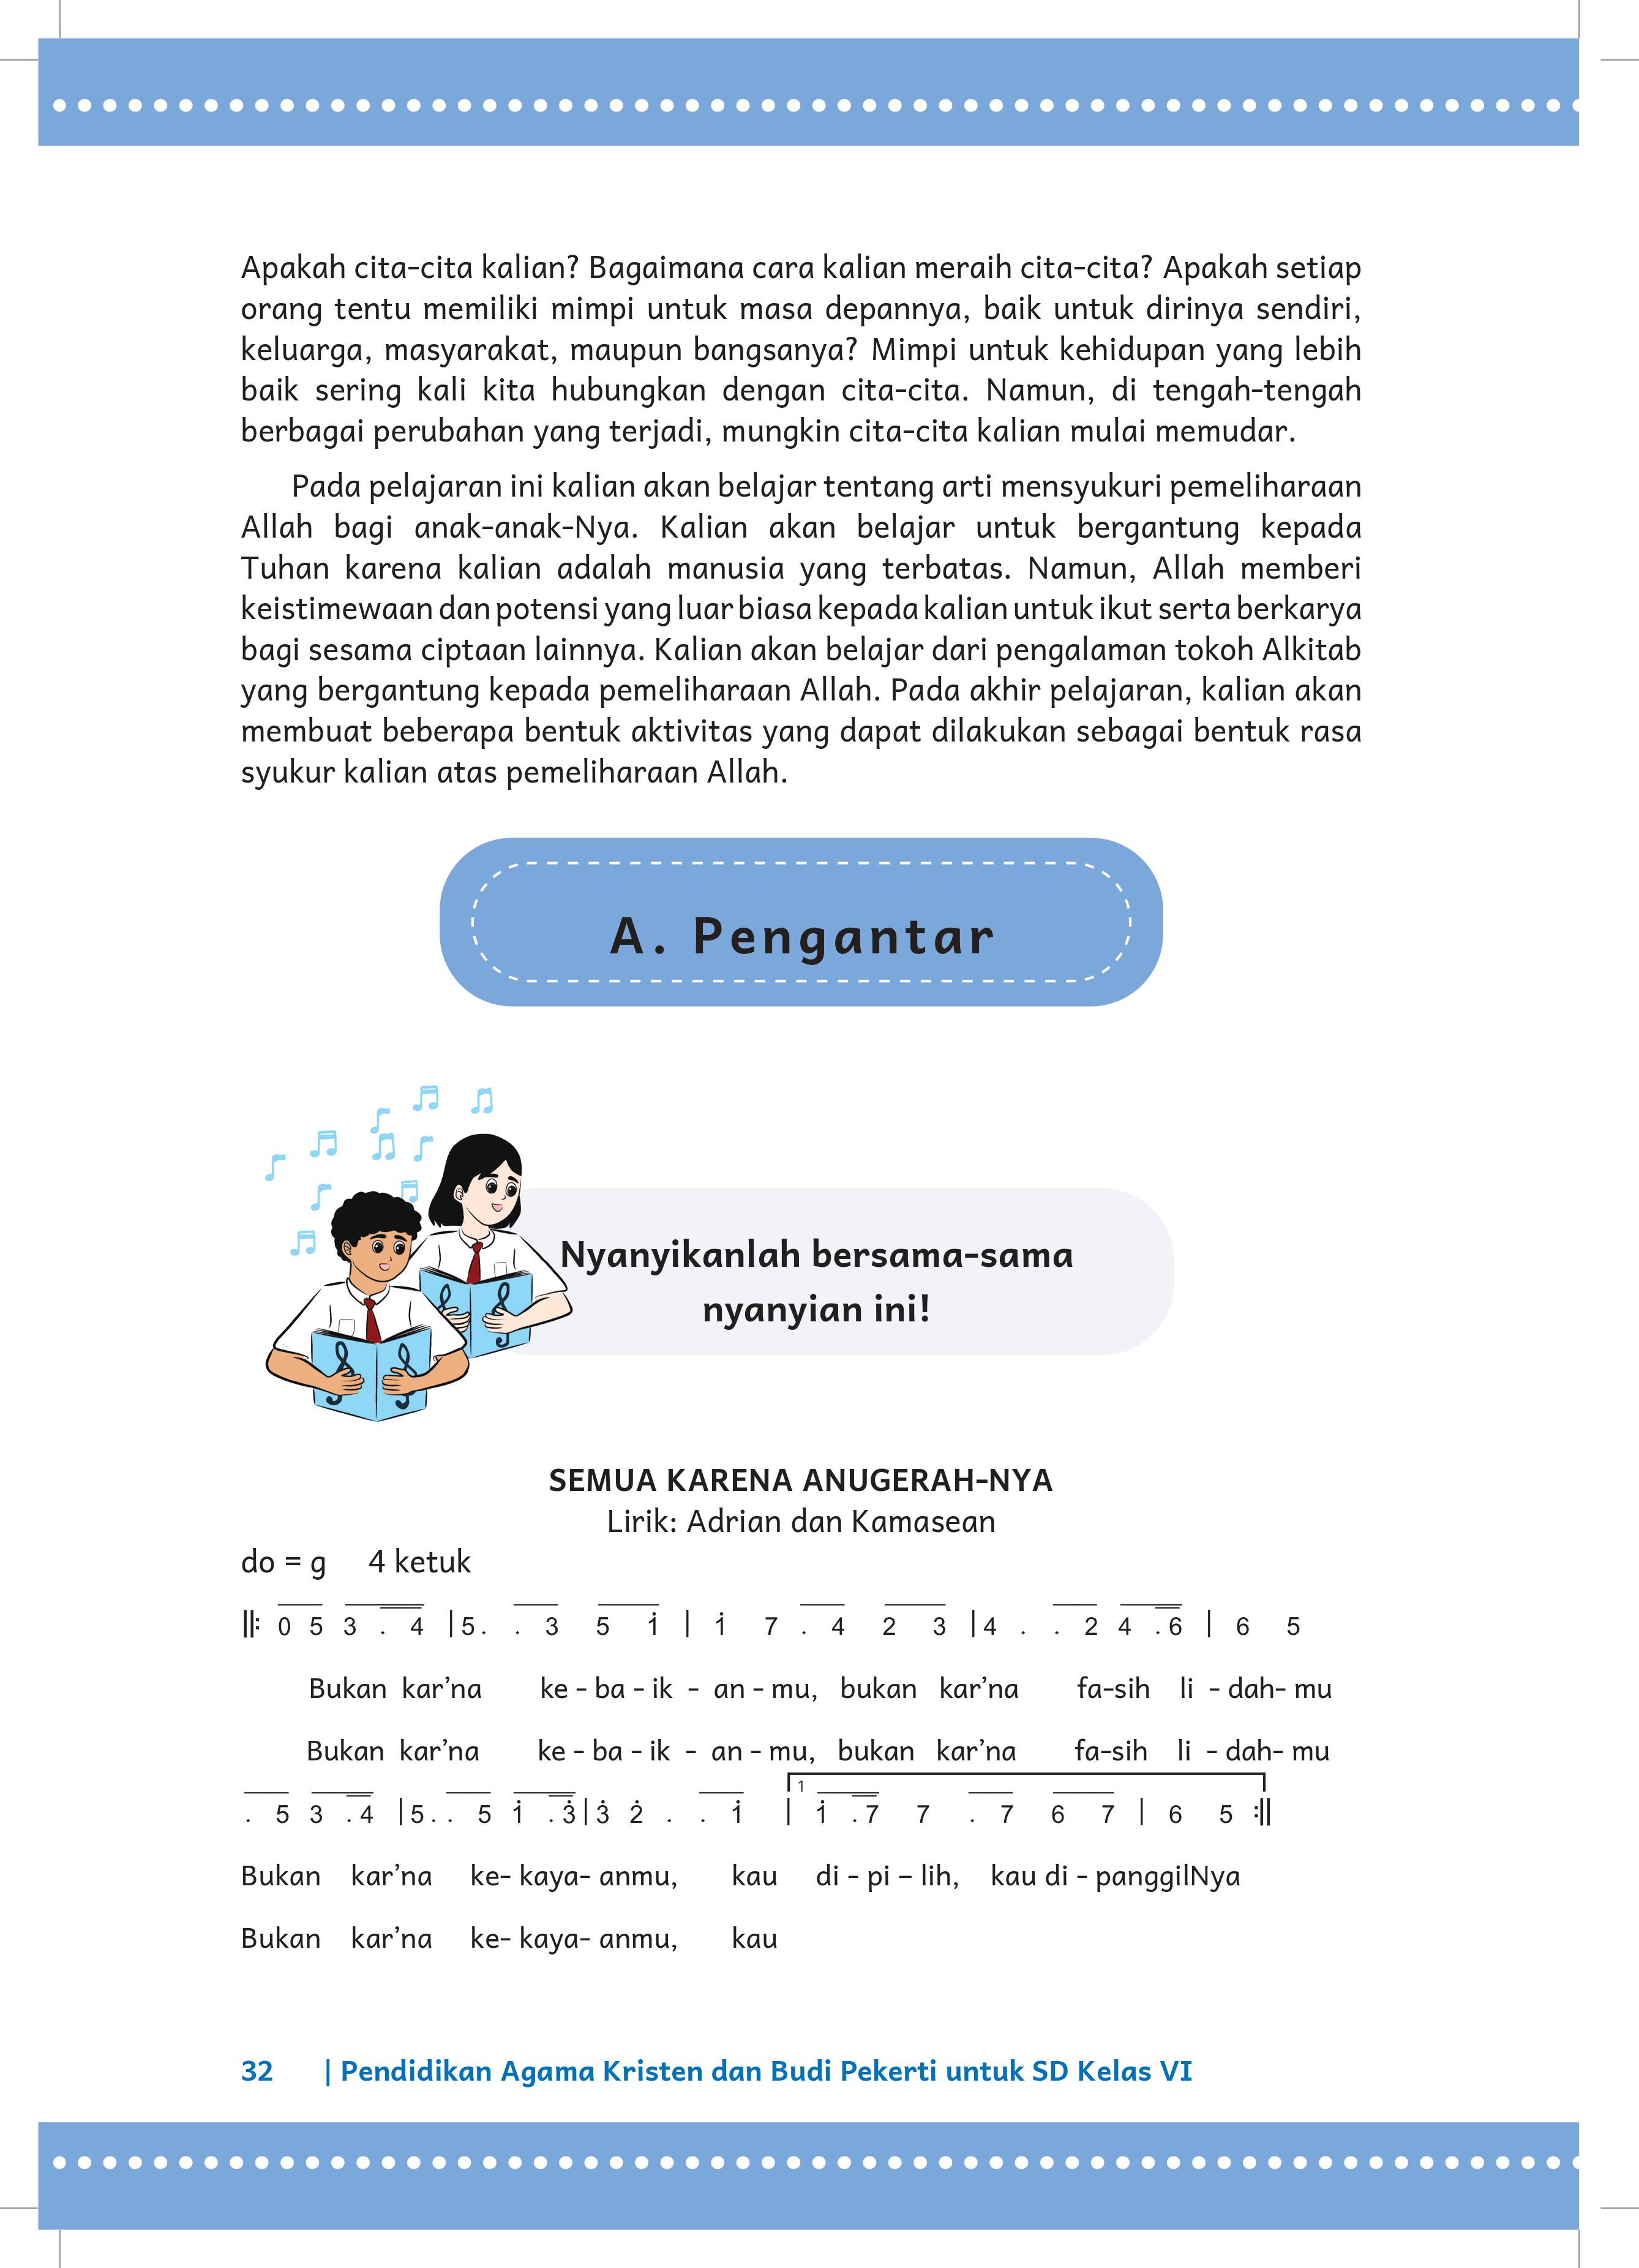 Apakah cita-cita kalian? Bagaimana cara kalian meraih cita-cita? Apakah setiap
orang tentu memiliki mimpi untuk masa depannya, baik untuk dirinya sendiri,
keluarga, masyarakat, maupun bangsanya? Mimpi untuk kehidupan yang lebih
baik sering kali kita hubungkan dengan cita-cita. Namun, di tengah-tengah
berbagai perubahan yang terjadi, mungkin cita-cita kalian mulai memudar.
Pada pelajaran ini kalian akan belajar tentang arti mensyukuri pemeliharaan
Allah bagi anak-anak-Nya. Kalian akan belajar untuk bergantung kepada
Tuhan karena kalian adalah manusia yang terbatas. Namun, Allah memberi
keistimewaan dan potensi yang luar biasa kepada kalian untuk ikut serta berkarya
bagi sesama ciptaan lainnya. Kalian akan belajar dari pengalaman tokoh Alkitab
yang bergantung kepada pemeliharaan Allah. Pada akhir pelajaran, kalian akan
membuat beberapa bentuk aktivitas yang dapat dilakukan sebagai bentuk rasa
syukur kalian atas pemeliharaan Allah.
A. Pengantar
Nyanyikanlah bersama-sama
nyanyian ini!
SEMUA KARENA ANUGERAH-NYA
Lirik: Adrian dan Kamasean
do = g 4 ketuk
‖: 0 5 3 . 4 | 5 . . 3 5 1̇ | 1̇ 7 . 4 2 3 | 4 . . 2 4 . 6 | 6 5
Bukan kar’na ke - ba - ik - an - mu, bukan kar’na fa-sih li - dah- mu
Bukan kar’na ke - ba - ik - an - mu, bukan kar’na fa-sih li - dah- mu
. 5 3 . 4 | 5 . . 5 1̇ . 3̇ | 3̇ 2̇ . . 1̇ | 1 1̇ . 7 7 . 7 6 7 | 6 5 :‖
Bukan kar’na ke- kaya- anmu, kau di - pi – lih, kau di - panggilNya
Bukan kar’na ke- kaya- anmu, kau
32 | Pendidikan Agama Kristen dan Budi Pekerti untuk SD Kelas VI